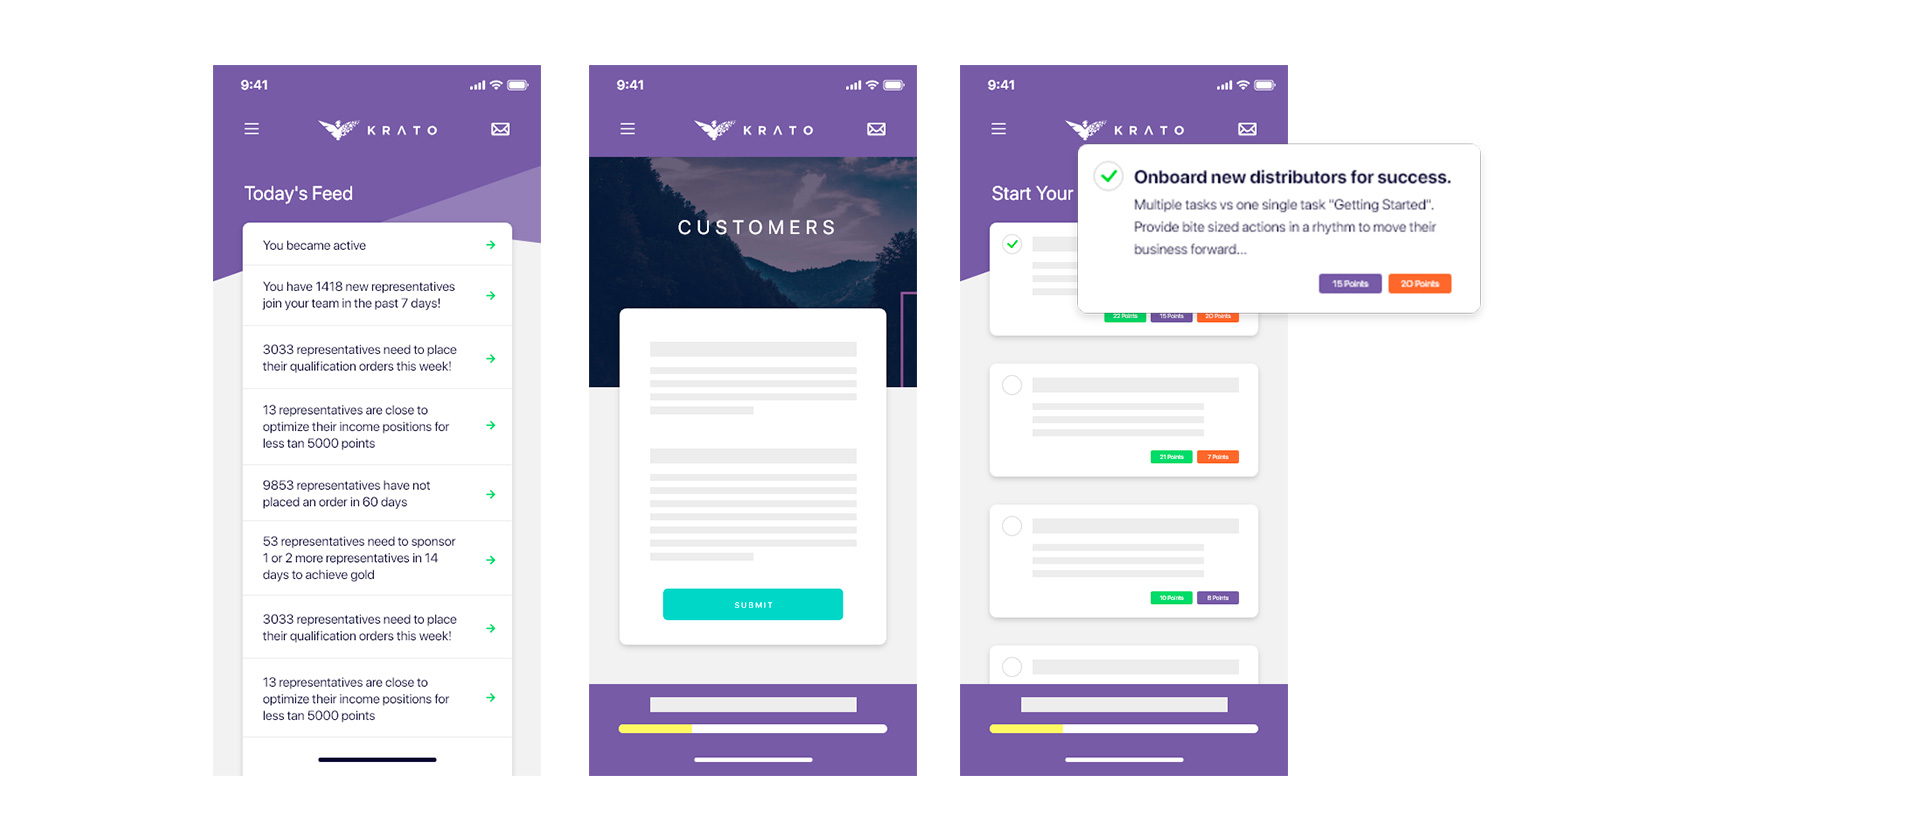 9:41
KRATO
Today's Feed
You became active
You have 1418 new representatives
join your team in the past 7 days!
3033 representatives need to place
their qualification orders this week!
13 representatives are close to
optimize their income positions for
less tan 5000 points
9853 representatives have not
placed an order in 60 days
53 representatives need to sponsor
1 or 2 more representatives in 14
days to achieve gold
3033 representatives need to place
their qualification orders this week!
13 representatives are close to
optimize their income positions for
less tan 5000 points
9:41
KRATO
CUSTOMERS
SUBMIT
9:41
KRATO
Start Your
Onboard new distributors for success.
Multiple tasks vs one single task "Getting Started".
Provide bite sized actions in a rhythm to move their
business forward...
15 Points 20 Points
22 Points 15 Points 20 Points
21 Points 7 Points
10 Points 8 Points